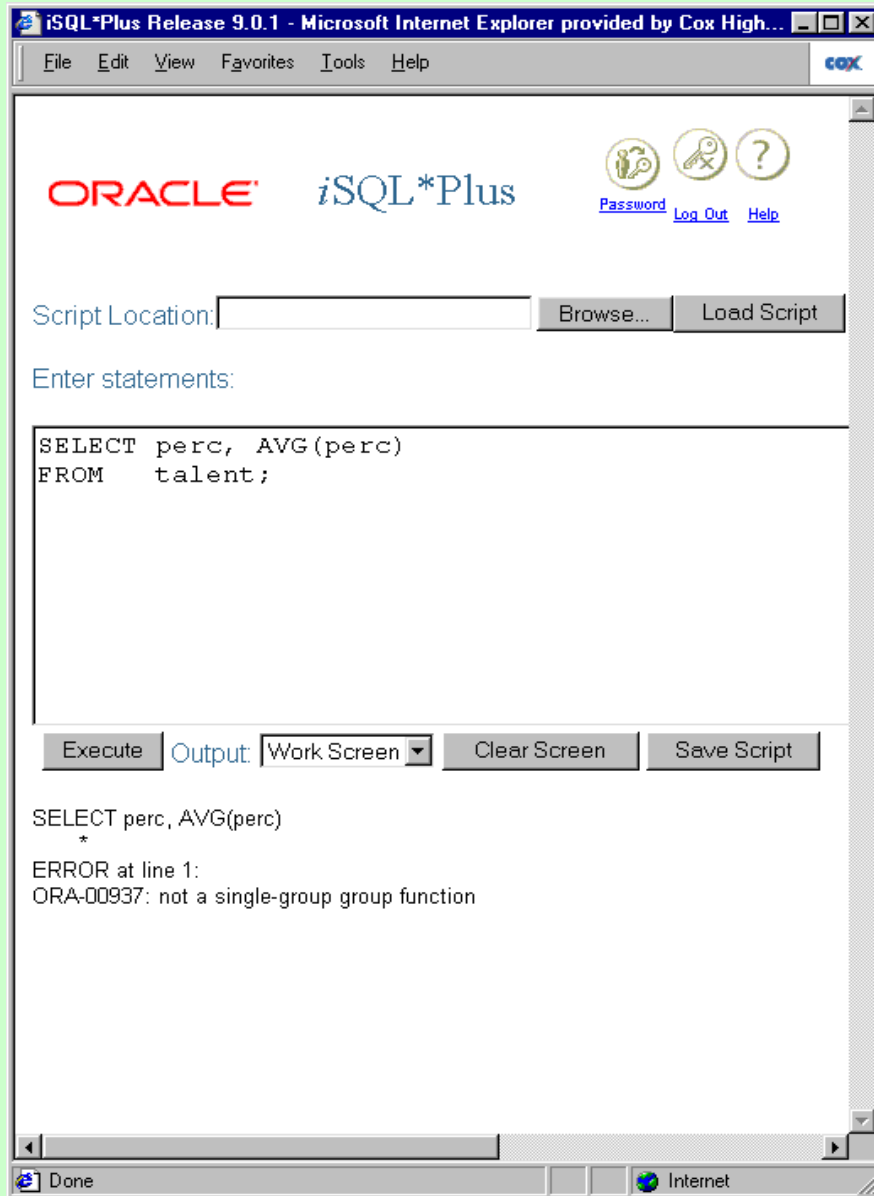 iSQL*Plus Release 9.0.1 - Microsoft Internet Explorer provided by Cox High...
File Edit View Favorites Tools Help
COX
ORACLE iSQL*Plus
Password Log Out Help
Script Location: Browse... Load Script
Enter statements:
SELECT perc, AVG(perc)
FROM talent;
Execute Output: Work Screen Clear Screen Save Script
SELECT perc, AVG(perc)
*
ERROR at line 1:
ORA-00937: not a single-group group function
Done Internet